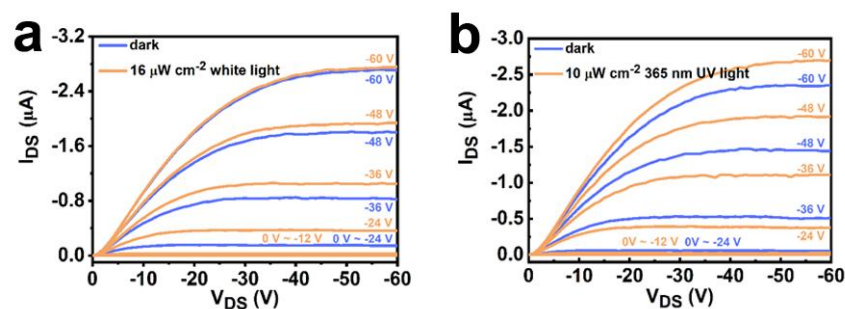 a
-3.2
-2.4
-1.6
-0.8
0.0
I_DS (μA)
dark
16 μW cm⁻² white light
-60 V
-60 V
-48 V
-48 V
-36 V
-36 V
-24 V
0 V ~ -12 V 0 V ~ -24 V
0 -10 -20 -30 -40 -50 -60
V_DS (V)
b
-3.0
-2.5
-2.0
-1.5
-1.0
-0.5
0.0
I_DS (μA)
dark
10 μW cm⁻² 365 nm UV light
-60 V
-60 V
-48 V
-48 V
-36 V
-36 V
-24 V
0 V ~ -12 V 0 V ~ -24 V
0 -10 -20 -30 -40 -50 -60
V_DS (V)